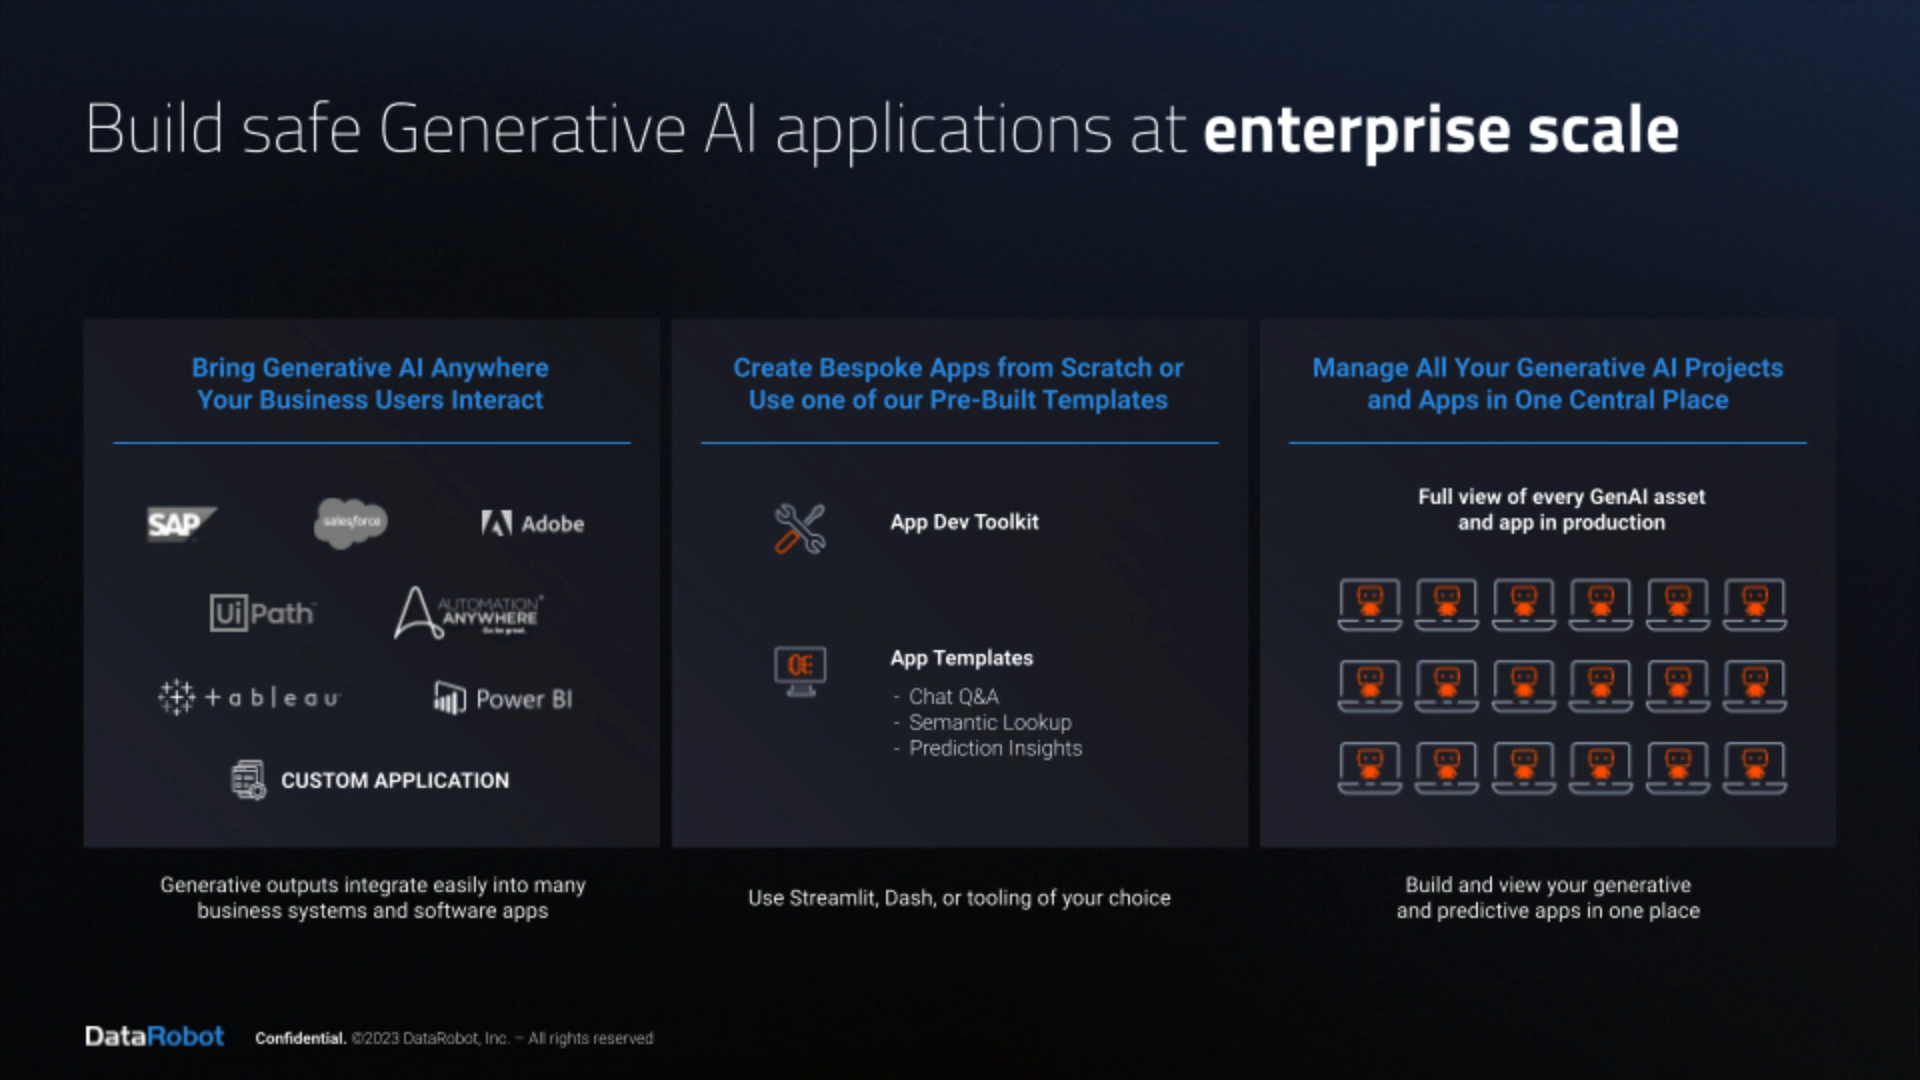 Build safe Generative AI applications at enterprise scale
Bring Generative AI Anywhere
Your Business Users Interact
SAP
salesforce
Adobe
UiPath
AUTOMATION
ANYWHERE
Go be great.
+ableau
Power BI
CUSTOM APPLICATION
Generative outputs integrate easily into many
business systems and software apps
Create Bespoke Apps from Scratch or
Use one of our Pre-Built Templates
App Dev Toolkit
App Templates
- Chat Q&A
- Semantic Lookup
- Prediction Insights
Use Streamlit, Dash, or tooling of your choice
Manage All Your Generative AI Projects
and Apps in One Central Place
Full view of every GenAI asset
and app in production
Build and view your generative
and predictive apps in one place
DataRobot
Confidential. ©2023 DataRobot, Inc. – All rights reserved